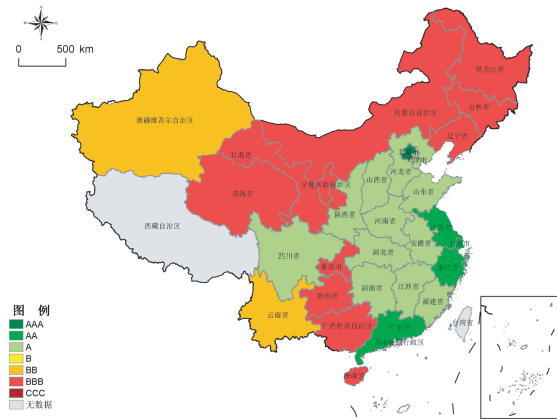 0 500 km
黑龙江省
新疆维吾尔自治区
内蒙古自治区
吉林省
辽宁省
甘肃省
河北省
宁夏回族自治区
山西省
青海省
山东省
陕西省
河南省
西藏自治区
安徽省
四川省
湖北省
重庆市
浙江省
湖南省
江西省
贵州省
福建省
云南省
台湾省
广西壮族自治区
广东省
海南省
图 例
AAA
AA
A
B
BB
BBB
CCC
无数据